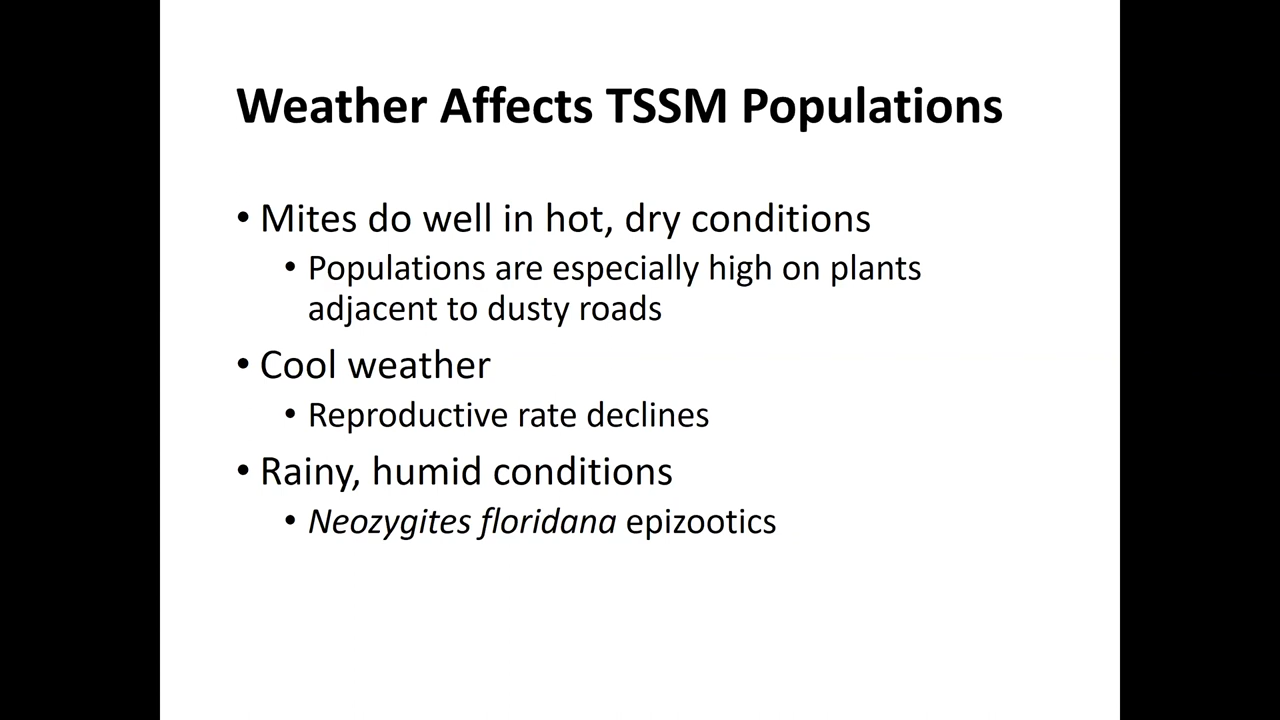 Weather Affects TSSM Populations
• Mites do well in hot, dry conditions
• Populations are especially high on plants
adjacent to dusty roads
• Cool weather
• Reproductive rate declines
• Rainy, humid conditions
• Neozygites floridana epizootics